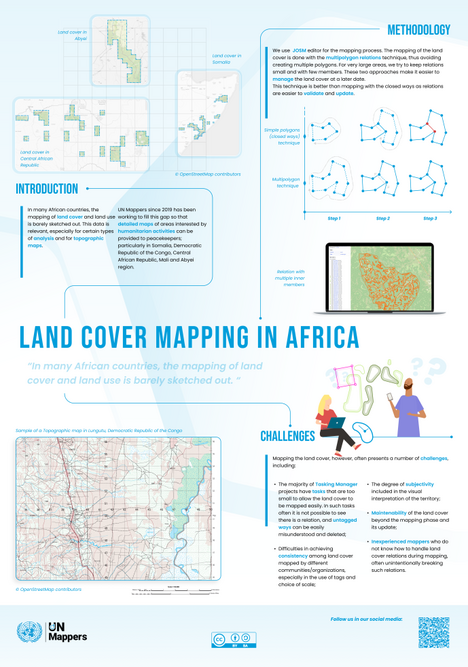 Land cover in
Abyei
Land cover in
Somalia
Land cover in
Central African
Republic
© OpenStreetMap contributors
METHODOLOGY
We use JOSM editor for the mapping process. The mapping of the land
cover is done with the multipolygon relations technique, thus avoiding
creating multiple polygons. For very large areas, we try to keep relations
small and with few members. These two approaches make it easier to
manage the land cover at a later date.
This technique is better than mapping with the closed ways as relations
are easier to validate and update.
Simple polygons
(closed ways)
technique
Multipolygon
technique
Step 1
Step 2
Step 3
Relation with
multiple inner
members
INTRODUCTION
In many African countries, the
mapping of land cover and land use
is barely sketched out. This data is
relevant, especially for certain types
of analysis and for topographic
maps.
UN Mappers since 2019 has been
working to fill this gap so that
detailed maps of areas interested by
humanitarian activities can be
provided to peacekeepers;
particularly in Somalia, Democratic
Republic of the Congo, Central
African Republic, Mali and Abyei
region.
LAND COVER MAPPING IN AFRICA
“In many African countries, the mapping of land
cover and land use is barely sketched out. “
Sample of a Topographic map in Lungutu, Democratic Republic of the Congo
© OpenStreetMap contributors
CHALLENGES
Mapping the land cover, however, often presents a number of challenges,
including:
• The majority of Tasking Manager
projects have tasks that are too
small to allow the land cover to
be mapped easily. In such tasks
often it is not possible to see
there is a relation, and untagged
ways can be easily
misunderstood and deleted;
• Difficulties in achieving
consistency among land cover
mapped by different
communities/organizations,
especially in the use of tags and
choice of scale;
• The degree of subjectivity
included in the visual
interpretation of the territory;
• Maintenability of the land cover
beyond the mapping phase and
its update;
• Inexperienced mappers who do
not know how to handle land
cover relations during mapping,
often unintentionally breaking
such relations.
UN
Mappers
cc
BY SA
Follow us in our social media: